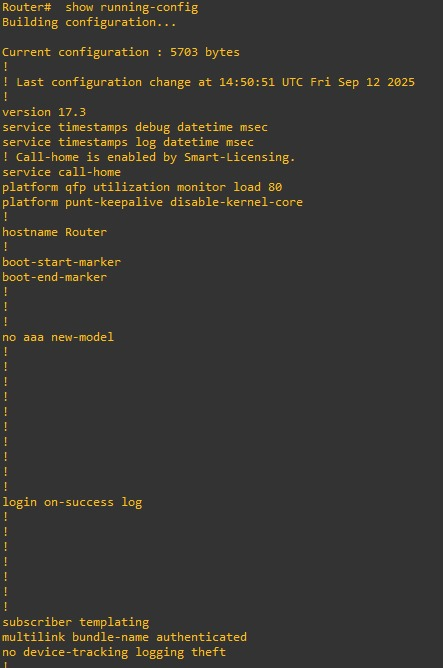 Router#  show running-config
Building configuration...
Current configuration : 5703 bytes
!
! Last configuration change at 14:50:51 UTC Fri Sep 12 2025
!
version 17.3
service timestamps debug datetime msec
service timestamps log datetime msec
! Call-home is enabled by Smart-Licensing.
service call-home
platform qfp utilization monitor load 80
platform punt-keepalive disable-kernel-core
!
hostname Router
!
boot-start-marker
boot-end-marker
!
!
!
no aaa new-model
!
!
!
!
!
!
!
!
!
!
login on-success log
!
!
!
!
!
!
!
subscriber templating
multilink bundle-name authenticated
no device-tracking logging theft
!